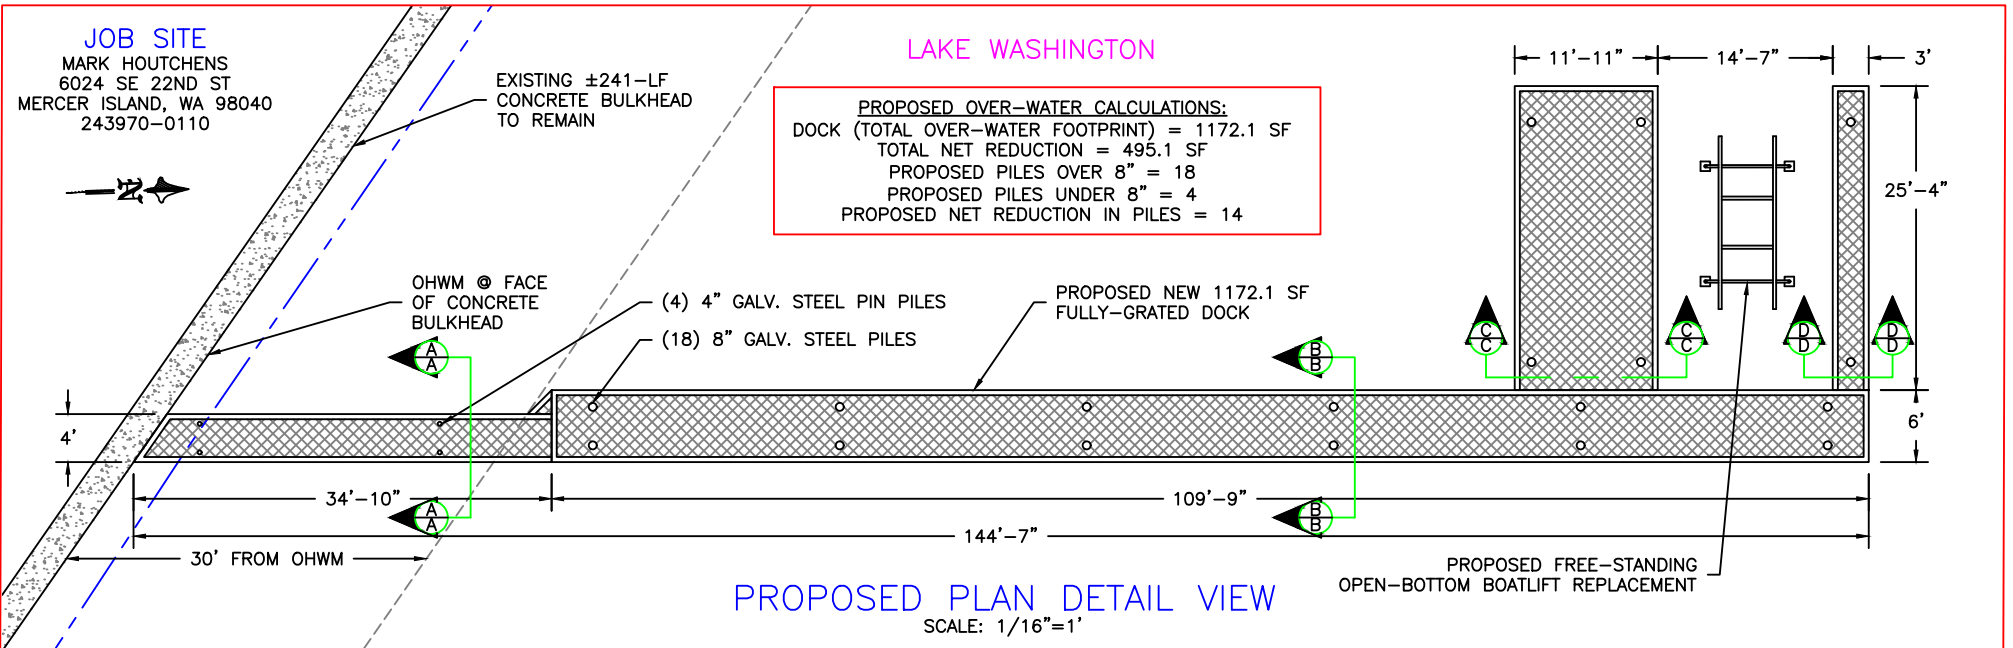 JOB SITE
MARK HOUTCHENS
6024 SE 22ND ST
MERCER ISLAND, WA 98040
243970-0110
N
EXISTING ±241-LF
CONCRETE BULKHEAD
TO REMAIN
LAKE WASHINGTON
PROPOSED OVER-WATER CALCULATIONS:
DOCK (TOTAL OVER-WATER FOOTPRINT) = 1172.1 SF
TOTAL NET REDUCTION = 495.1 SF
PROPOSED PILES OVER 8" = 18
PROPOSED PILES UNDER 8" = 4
PROPOSED NET REDUCTION IN PILES = 14
11'-11"
14'-7"
3'
25'-4"
OHWM @ FACE
OF CONCRETE
BULKHEAD
(4) 4" GALV. STEEL PIN PILES
(18) 8" GALV. STEEL PILES
PROPOSED NEW 1172.1 SF
FULLY-GRATED DOCK
A
A
B
B
C
C
C
C
D
D
D
D
4'
6'
34'-10"
109'-9"
A
A
B
B
144'-7"
30' FROM OHWM
PROPOSED FREE-STANDING
OPEN-BOTTOM BOATLIFT REPLACEMENT
PROPOSED PLAN DETAIL VIEW
SCALE: 1/16"=1'